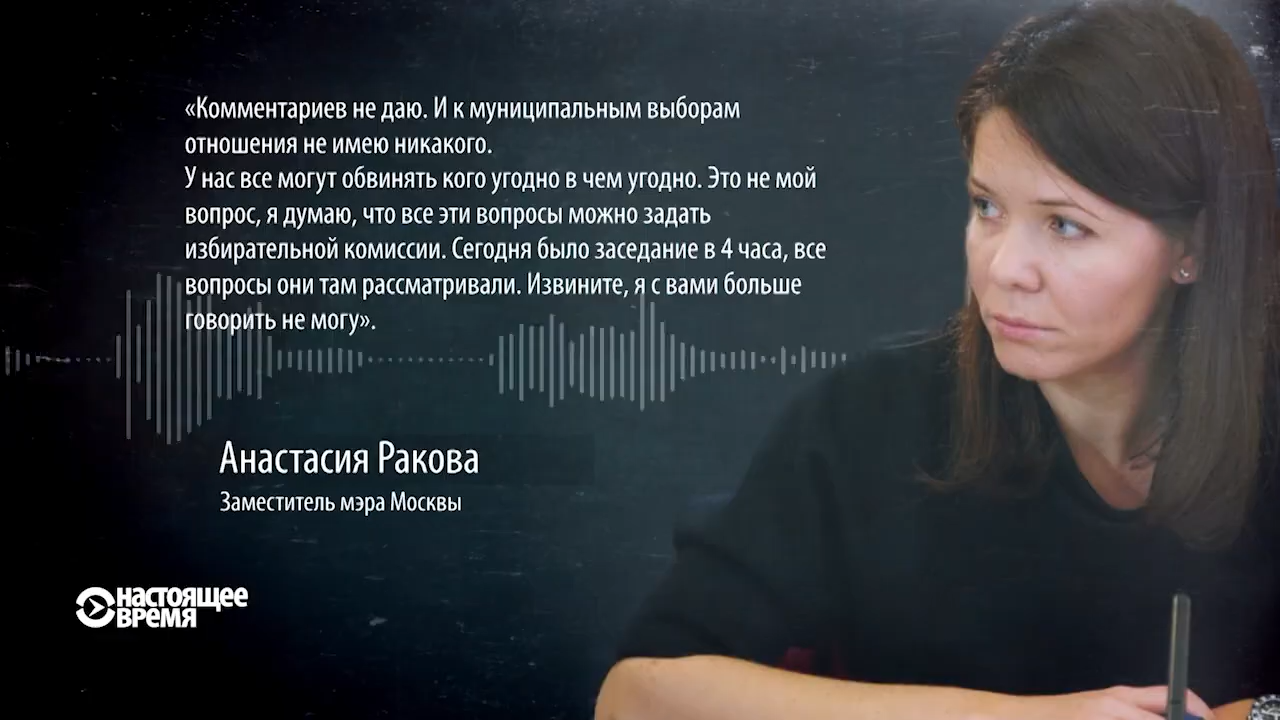 «Комментариев не даю. И к муниципальным выборам
отношения не имею никакого.
У нас все могут обвинять кого угодно в чем угодно. Это не мой
вопрос, я думаю, что все эти вопросы можно задать
избирательной комиссии. Сегодня было заседание в 4 часа, все
вопросы они там рассматривали. Извините, я с вами больше
говорить не могу».
Анастасия Ракова
Заместитель мэра Москвы
НАСТОЯЩЕЕ
ВРЕМЯ